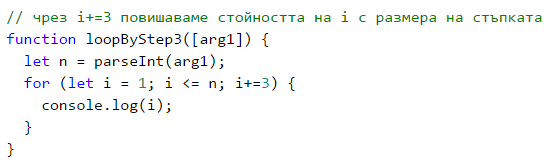 // чрез i+=3 повишаваме стойността на i с размера на стъпката
function loopByStep3([arg1]) {
  let n = parseInt(arg1);
  for (let i = 1; i <= n; i+=3) {
    console.log(i);
  }
}